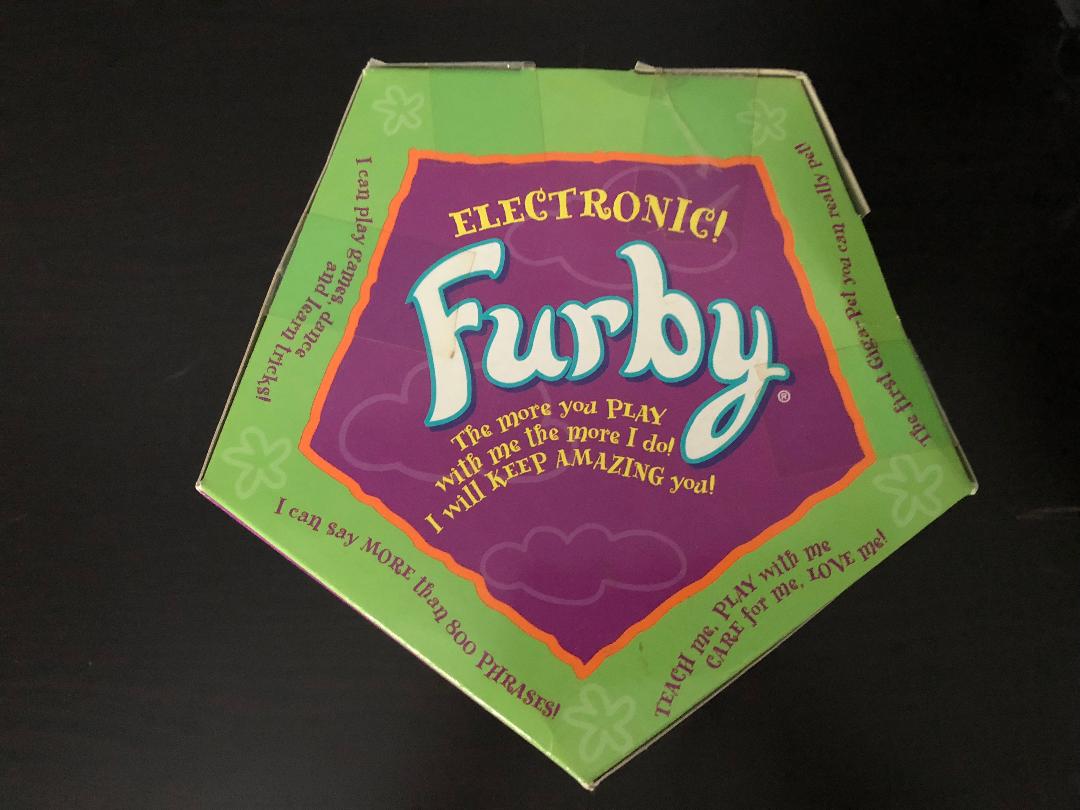 ELECTRONIC!
Furby®
The more you PLAY
with me the more I do!
I will KEEP AMAZING you!
I can play games, dance
and learn tricks!
The first Giga-Pet you can really pet!
I can say MORE than 800 PHRASES!
TEACH me, PLAY with me
CARE for me, LOVE me!